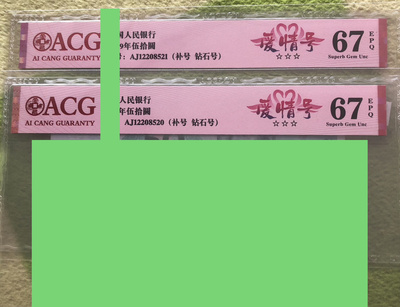 ACG
AI CANG GUARANTY
国人民银行
9年伍拾圆
号: AJ12208521 (补号 钻石号)
爱情号
☆☆☆
67
EPQ
Superb Gem Unc
ACG
AI CANG GUARANTY
人民银行
年伍拾圆
AJ12208520 (补号 钻石号)
爱情号
☆☆☆
67
EPQ
Superb Gem Unc